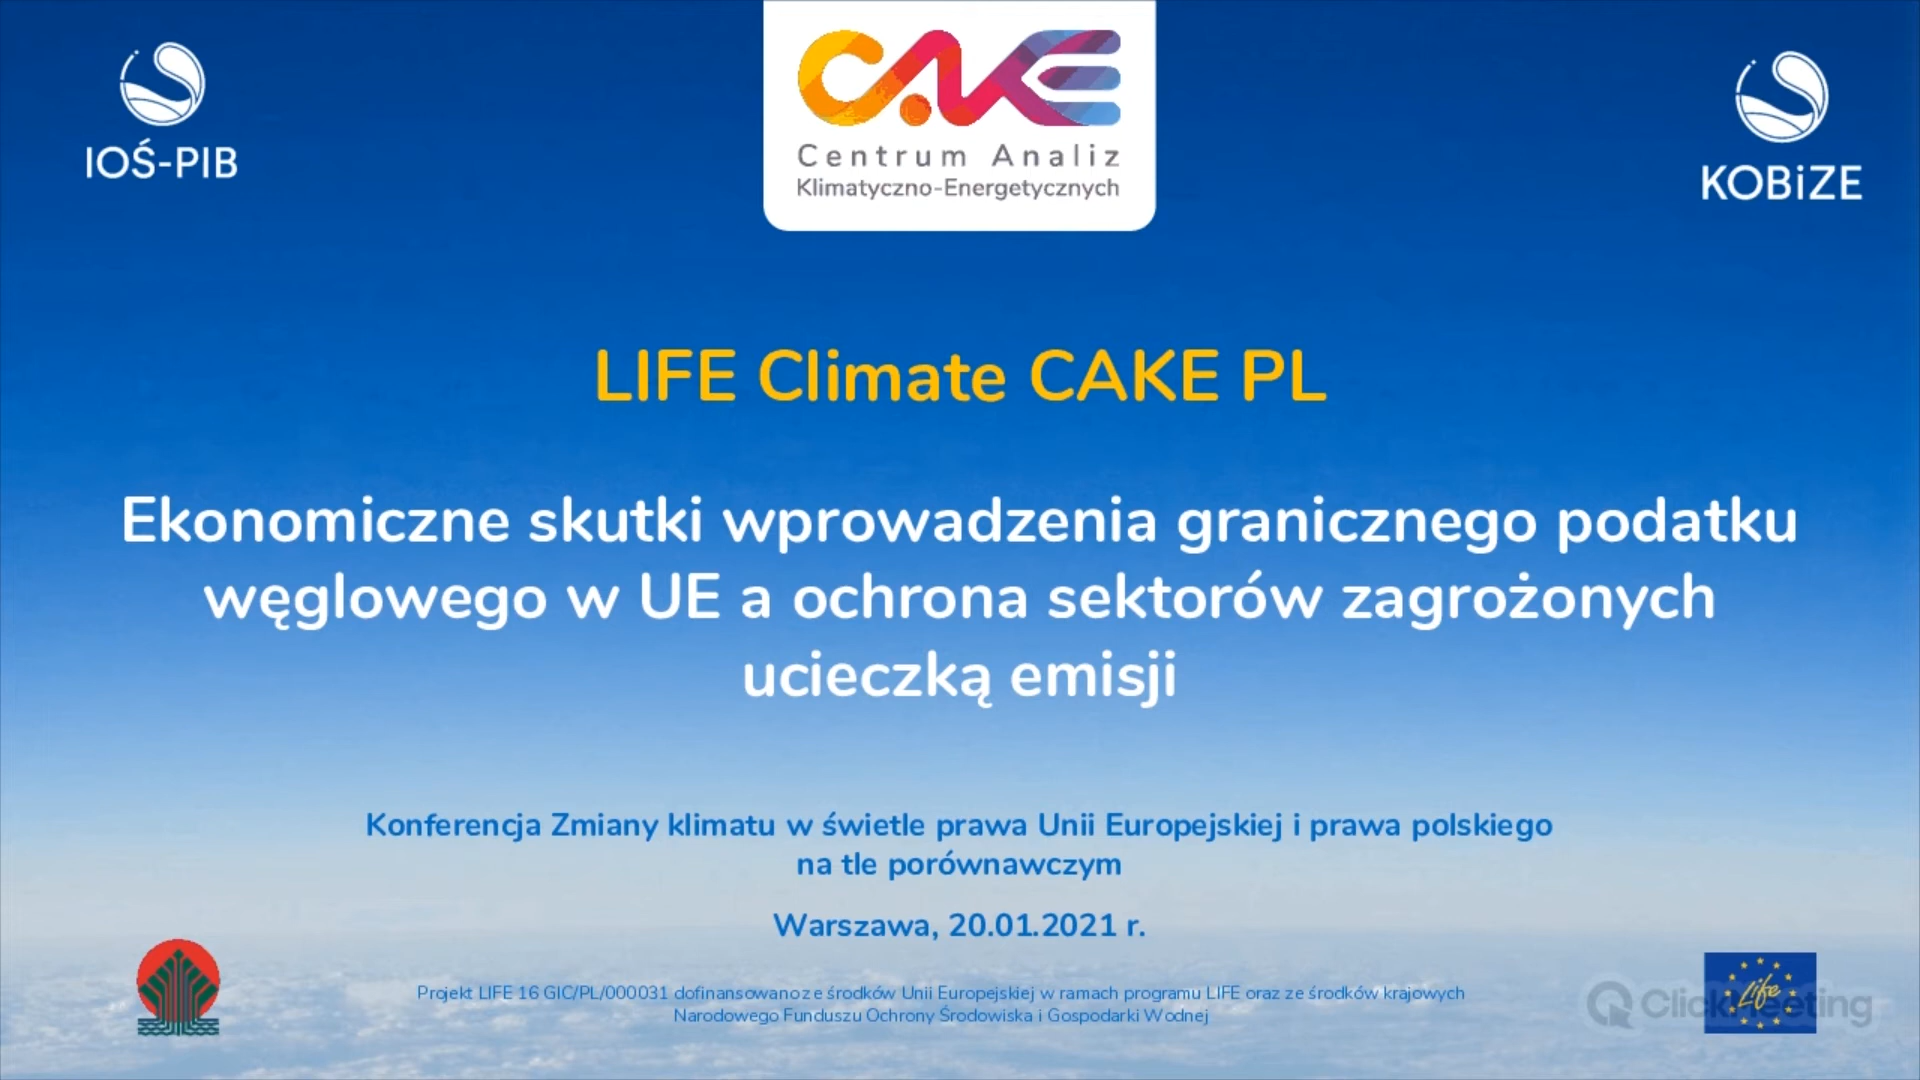 IOŚ-PIB
CAKE
Centrum Analiz
Klimatyczno-Energetycznych
KOBiZE
LIFE Climate CAKE PL
Ekonomiczne skutki wprowadzenia granicznego podatku
węglowego w UE a ochrona sektorów zagrożonych
ucieczką emisji
Konferencja Zmiany klimatu w świetle prawa Unii Europejskiej i prawa polskiego
na tle porównawczym
Warszawa, 20.01.2021 r.
Projekt LIFE 16 GIC/PL/000031 dofinansowano ze środków Unii Europejskiej w ramach programu LIFE oraz ze środków krajowych
Narodowego Funduszu Ochrony Środowiska i Gospodarki Wodnej
Life
ClickMeeting